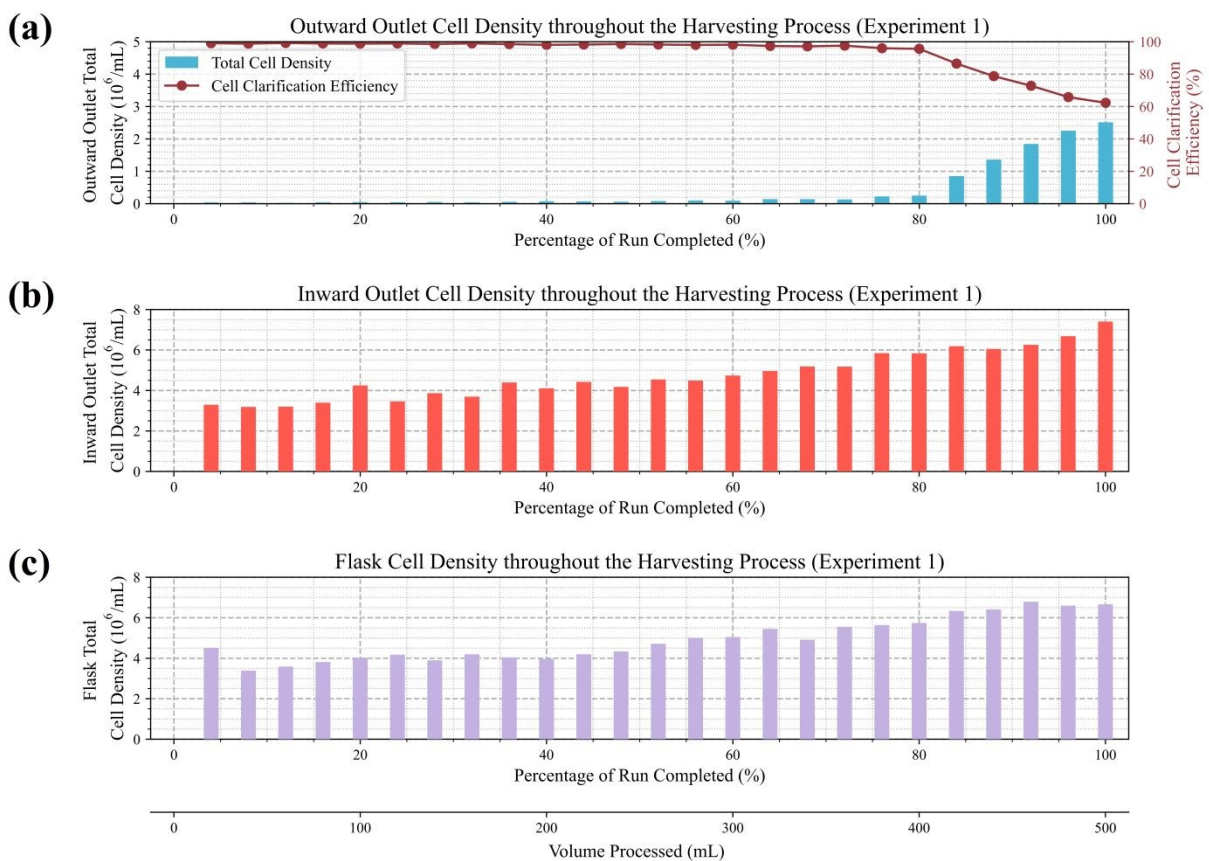 (a)
Outward Outlet Cell Density throughout the Harvesting Process (Experiment 1)
Outward Outlet Total
Cell Density (10⁶/mL)
5
4
3
2
1
0
Total Cell Density
Cell Clarification Efficiency
100
80
60
40
20
0
Cell Clarification
Efficiency (%)
0 20 40 60 80 100
Percentage of Run Completed (%)
(b)
Inward Outlet Cell Density throughout the Harvesting Process (Experiment 1)
Inward Outlet Total
Cell Density (10⁶/mL)
8
6
4
2
0
0 20 40 60 80 100
Percentage of Run Completed (%)
(c)
Flask Cell Density throughout the Harvesting Process (Experiment 1)
Flask Total
Cell Density (10⁶/mL)
8
6
4
2
0
0 20 40 60 80 100
Percentage of Run Completed (%)
0 100 200 300 400 500
Volume Processed (mL)